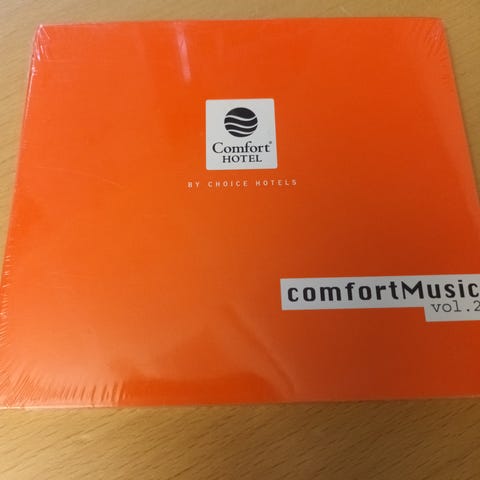 Comfort®
HOTEL
BY CHOICE HOTELS
comfortMusic
vol.2